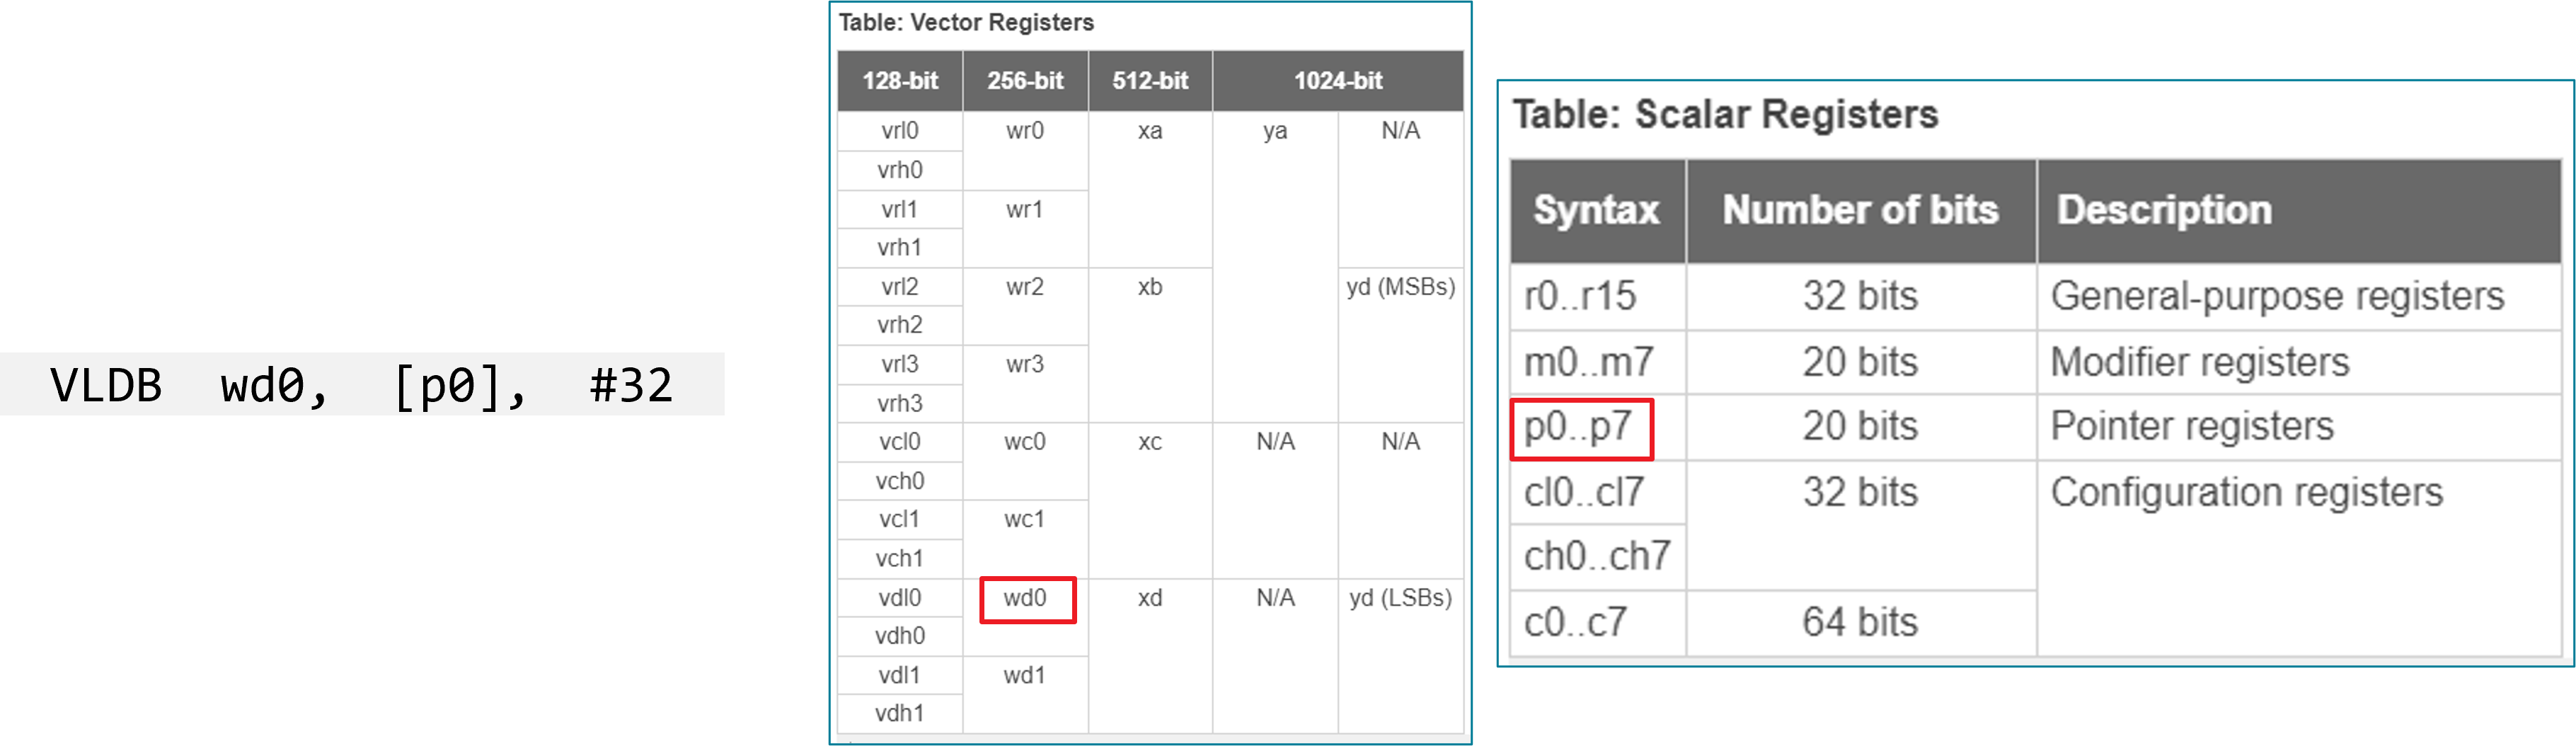 VLDB wd0, [p0], #32
Table: Vector Registers
128-bit 256-bit 512-bit 1024-bit
vrl0 wr0 xa ya N/A
vrh0
vrl1 wr1
vrh1
vrl2 wr2 xb yd (MSBs)
vrh2
vrl3 wr3
vrh3
vcl0 wc0 xc N/A N/A
vch0
vcl1 wc1
vch1
vdl0 wd0 xd N/A yd (LSBs)
vdh0
vdl1 wd1
vdh1
Table: Scalar Registers
Syntax Number of bits Description
r0..r15 32 bits General-purpose registers
m0..m7 20 bits Modifier registers
p0..p7 20 bits Pointer registers
cl0..cl7 32 bits Configuration registers
ch0..ch7
c0..c7 64 bits